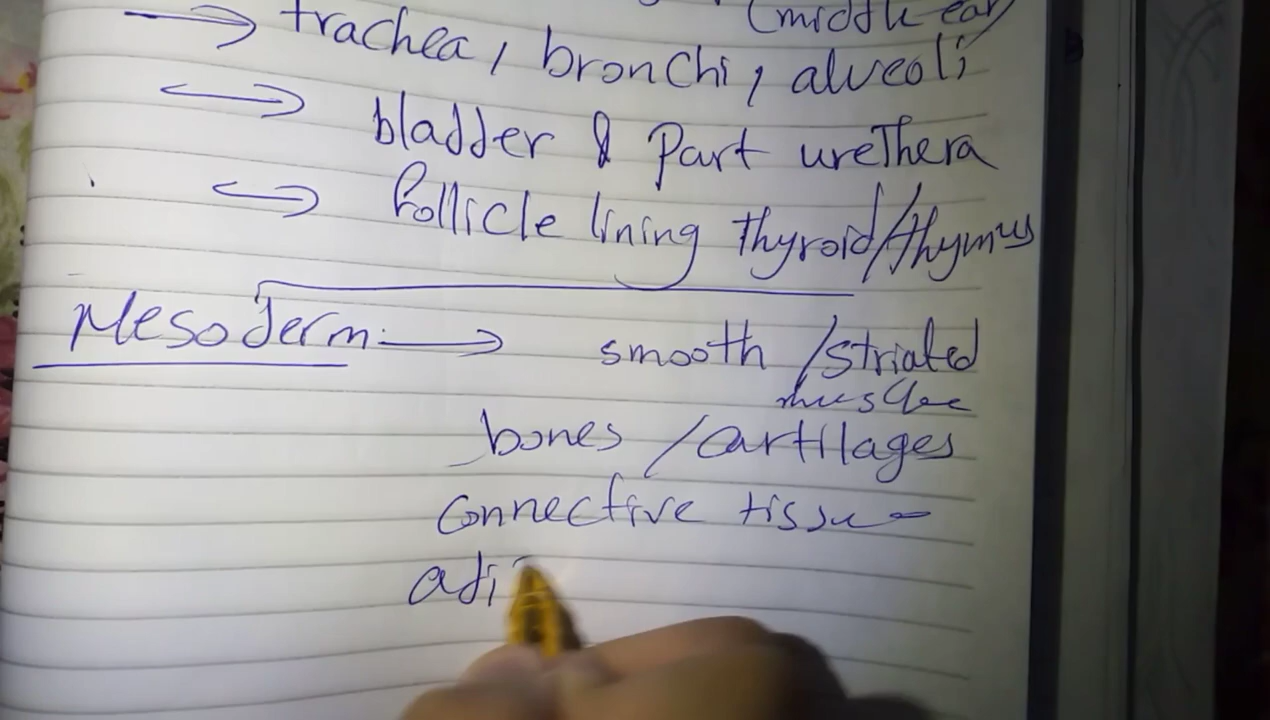 (middle ear)
→ trachea, bronchi, alveoli
→ bladder & Part ureThera
→ follicle lining Thyroid/Thymus
Mesoderm: → smooth /striated
muscle
bones /cartilages
connective tissue
adi